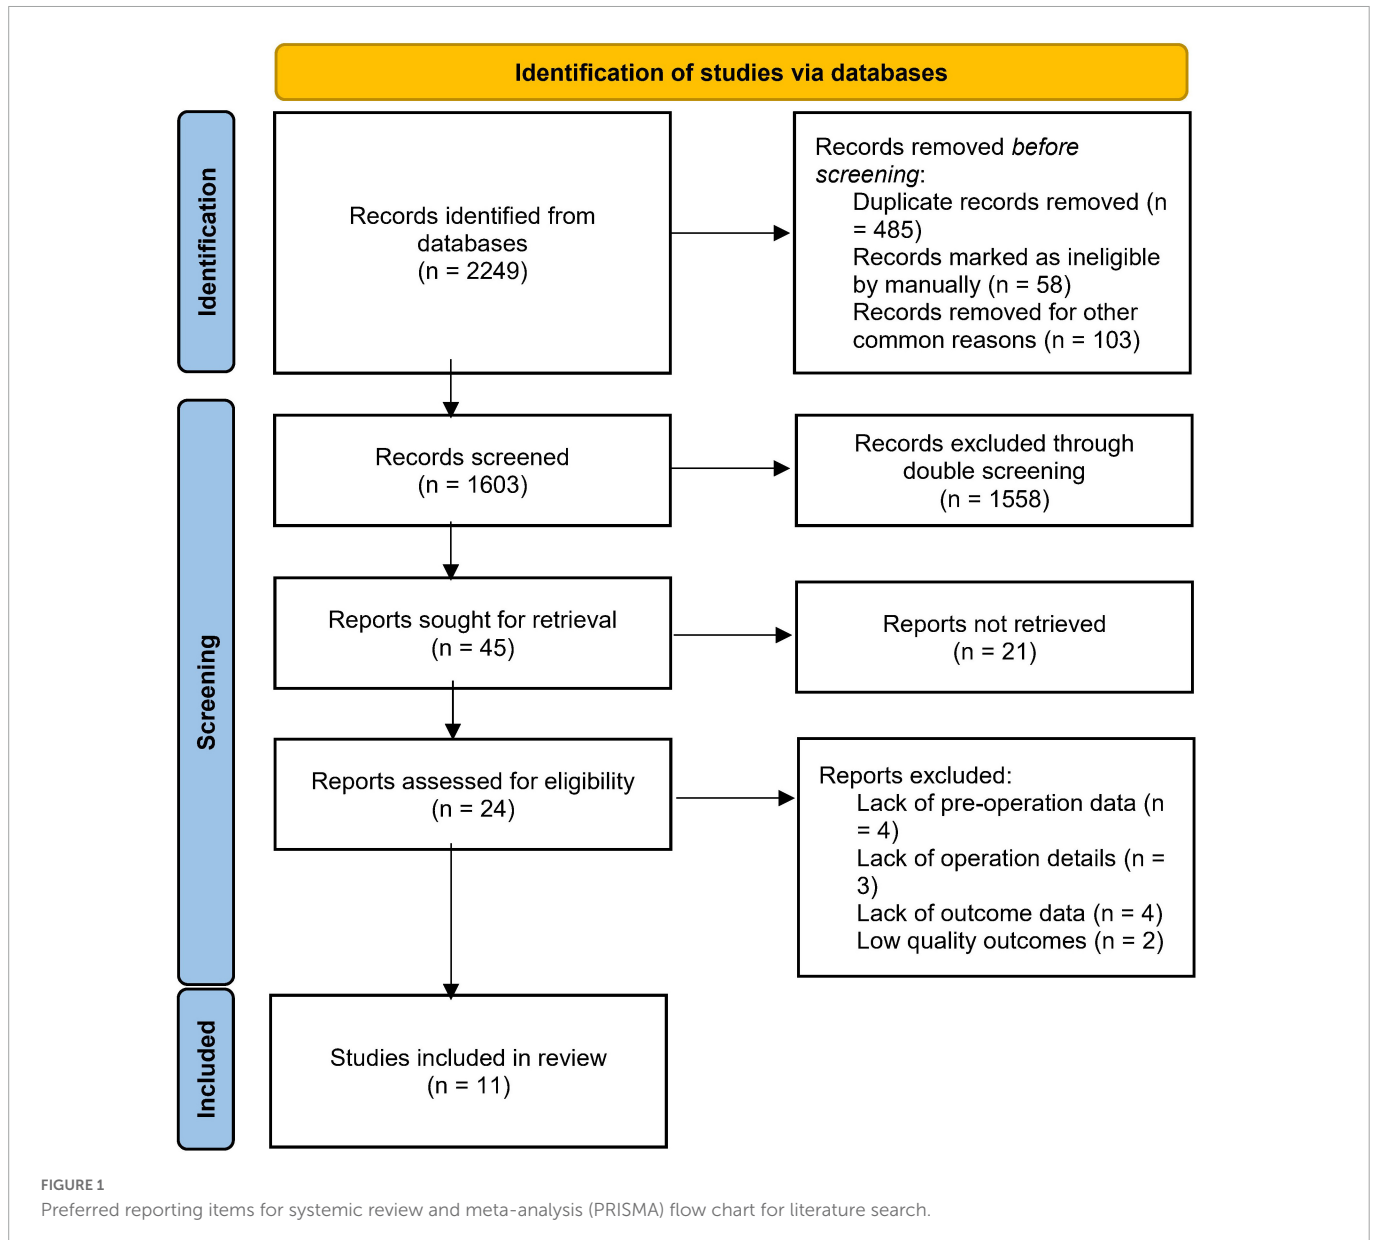 Identification of studies via databases
Identification
Records identified from
databases
(n = 2249)
Records removed before
screening:
Duplicate records removed (n
= 485)
Records marked as ineligible
by manually (n = 58)
Records removed for other
common reasons (n = 103)
Screening
Records screened
(n = 1603)
Records excluded through
double screening
(n = 1558)
Reports sought for retrieval
(n = 45)
Reports not retrieved
(n = 21)
Reports assessed for eligibility
(n = 24)
Reports excluded:
Lack of pre-operation data (n
= 4)
Lack of operation details (n =
3)
Lack of outcome data (n = 4)
Low quality outcomes (n = 2)
Included
Studies included in review
(n = 11)
FIGURE 1
Preferred reporting items for systemic review and meta-analysis (PRISMA) flow chart for literature search.